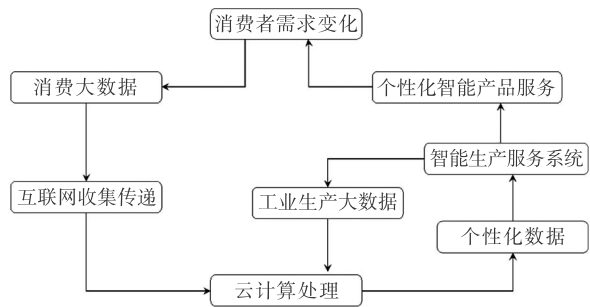 消费者需求变化
消费大数据
个性化智能产品服务
智能生产服务系统
互联网收集传递
工业生产大数据
个性化数据
云计算处理